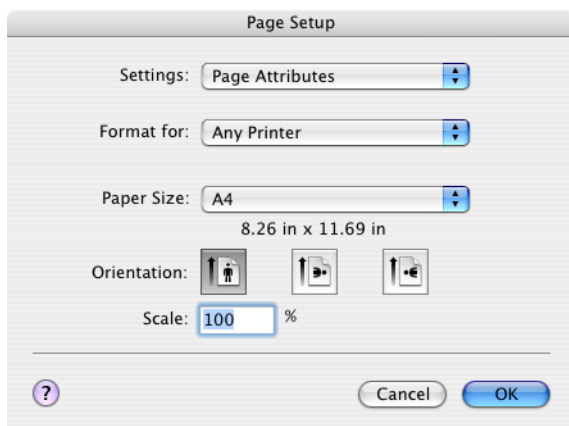 Page Setup
Settings: Page Attributes
Format for: Any Printer
Paper Size: A4
8.26 in x 11.69 in
Orientation:
Scale: 100 %
? Cancel OK